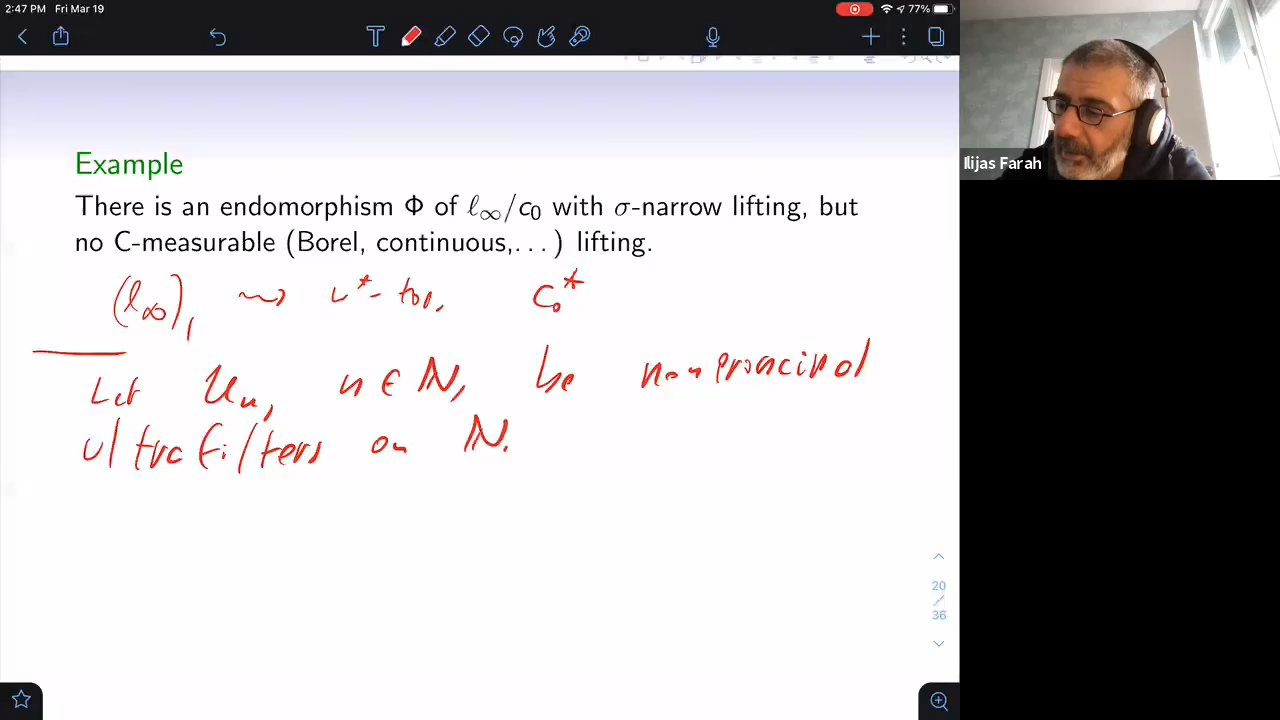 2:47 PM Fri Mar 19
77%
Example
There is an endomorphism Φ of ℓ∞/c₀ with σ-narrow lifting, but
no C-measurable (Borel, continuous,...) lifting.
(ℓ∞)₁ ⇝ w*-top, c₀*
Let 𝒰ₙ, n ∈ ℕ, be nonprincipal
ultrafilters on ℕ.
20
36
Ilijas Farah